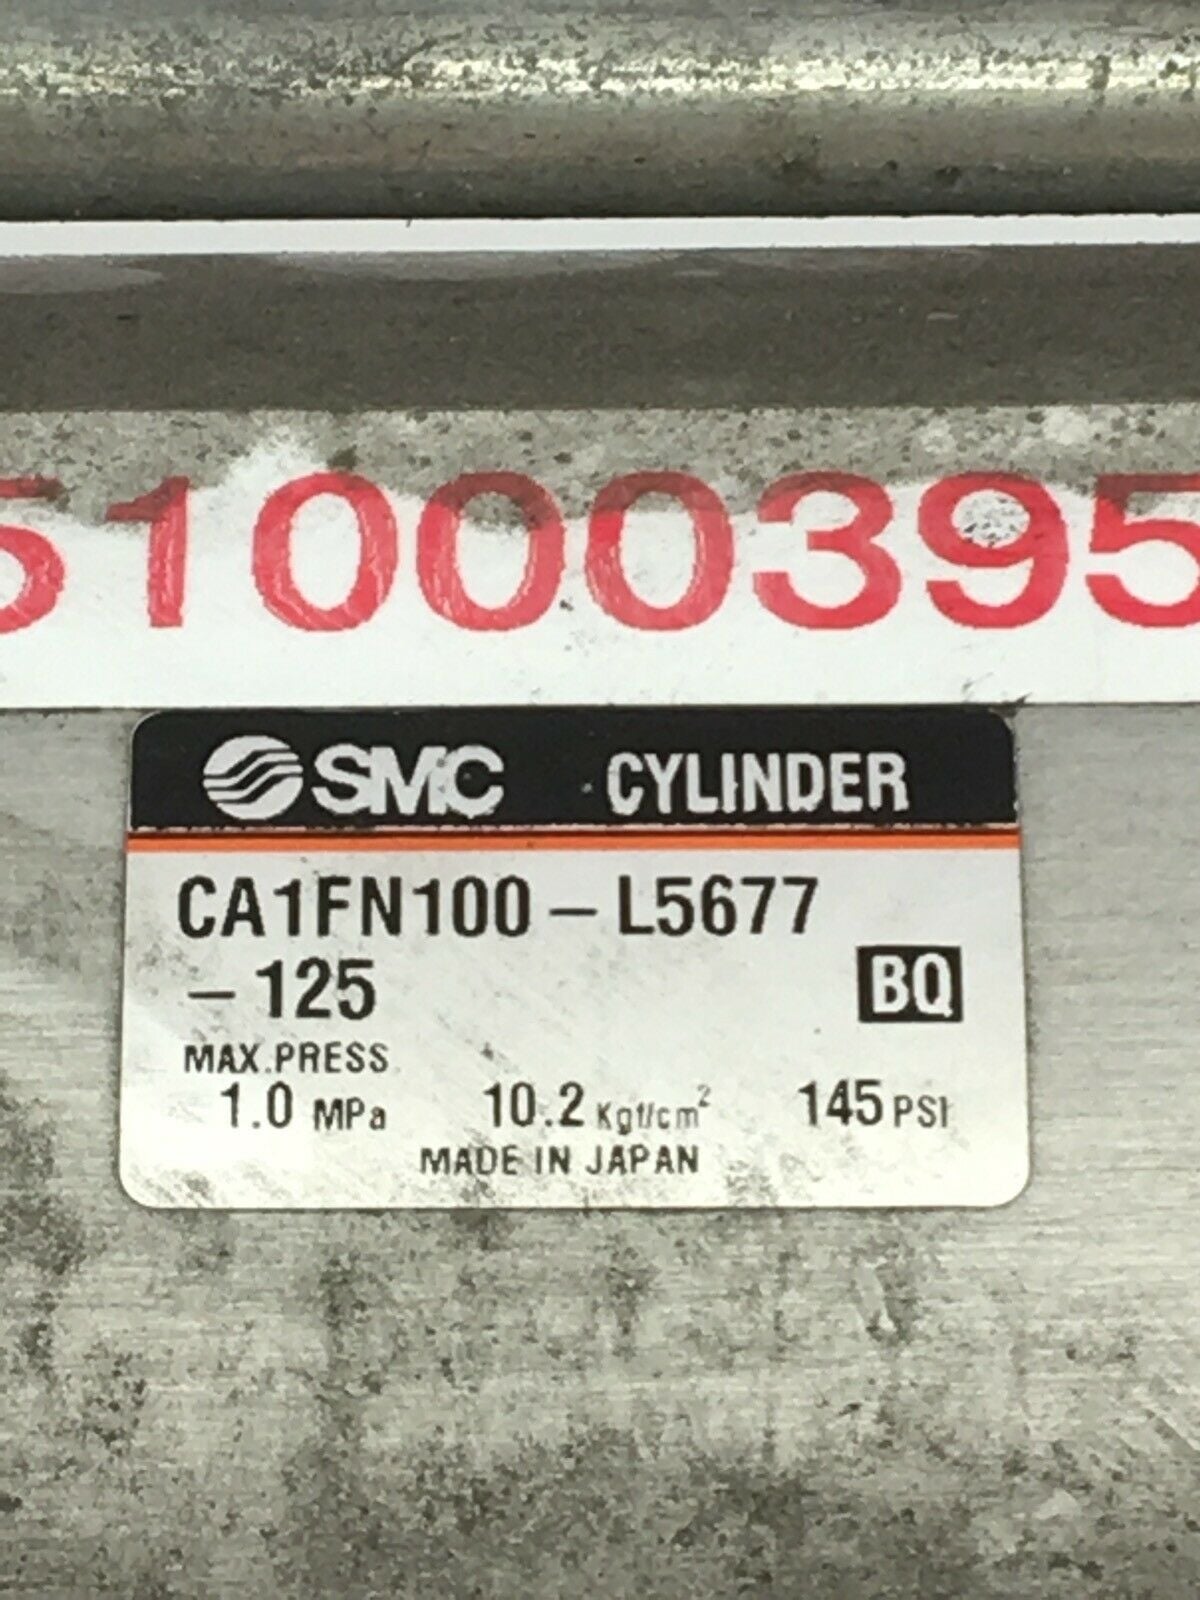 51000395
SMC CYLINDER
CA1FN100-L5677
-125 BQ
MAX.PRESS.
1.0 MPa 10.2 Kgf/cm² 145 PSI
MADE IN JAPAN